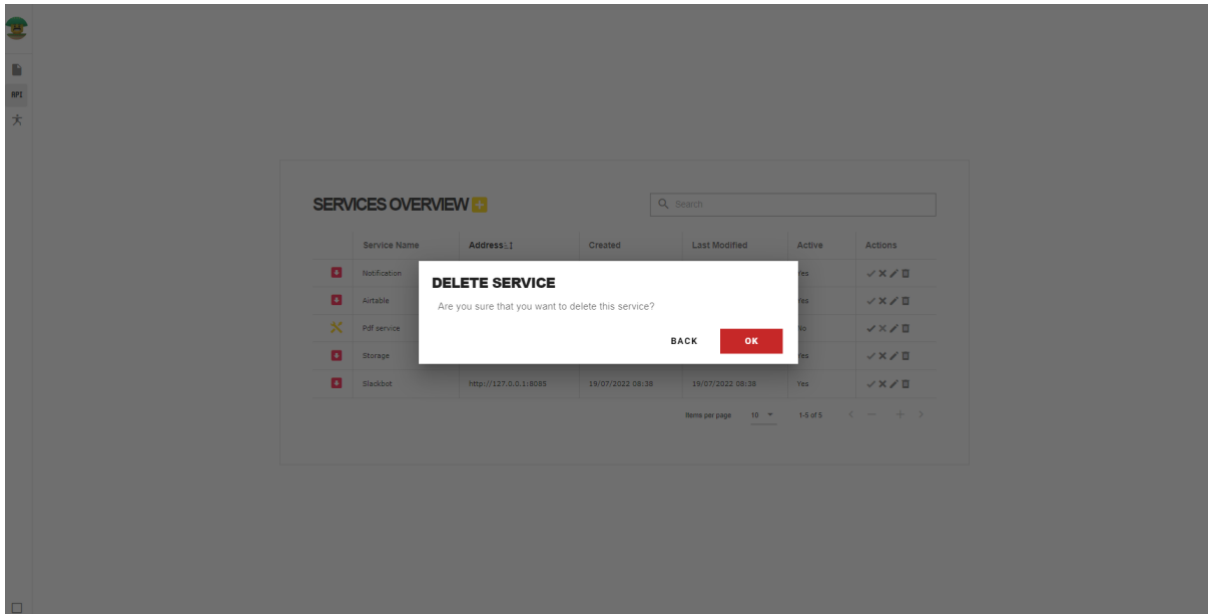 API
SERVICES OVERVIEW
Search
Service Name Address Created Last Modified Active Actions
Notification Yes
Airtable Yes
Pdf service No
Storage Yes
Slackbot http://127.0.0.1:8085 19/07/2022 08:38 19/07/2022 08:38 Yes
DELETE SERVICE
Are you sure that you want to delete this service?
BACK OK
Items per page 10 1-5 of 5